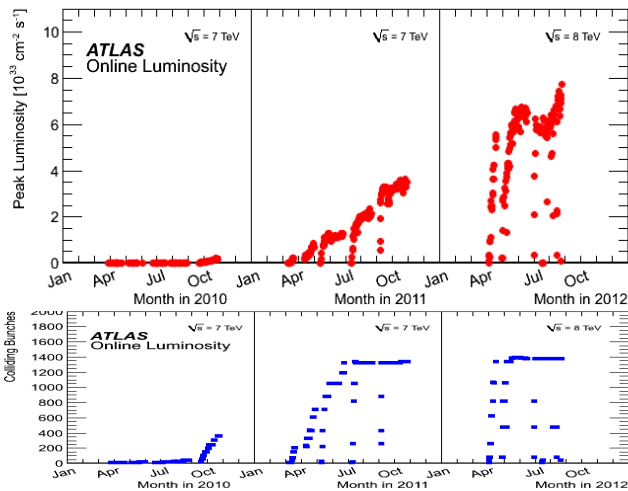 Peak Luminosity [10³³ cm⁻² s⁻¹]
10
8
6
4
2
0
ATLAS
Online Luminosity
√s = 7 TeV
√s = 7 TeV
√s = 8 TeV
Jan Apr Jul Oct Jan Apr Jul Oct Jan Apr Jul Oct
Month in 2010 Month in 2011 Month in 2012
Colliding Bunches
2000
1800
1600
1400
1200
1000
800
600
400
200
0
ATLAS
Online Luminosity
√s = 7 TeV
√s = 7 TeV
√s = 8 TeV
Jan Apr Jul Oct Jan Apr Jul Oct Jan Apr Jul Oct
Month in 2010 Month in 2011 Month in 2012